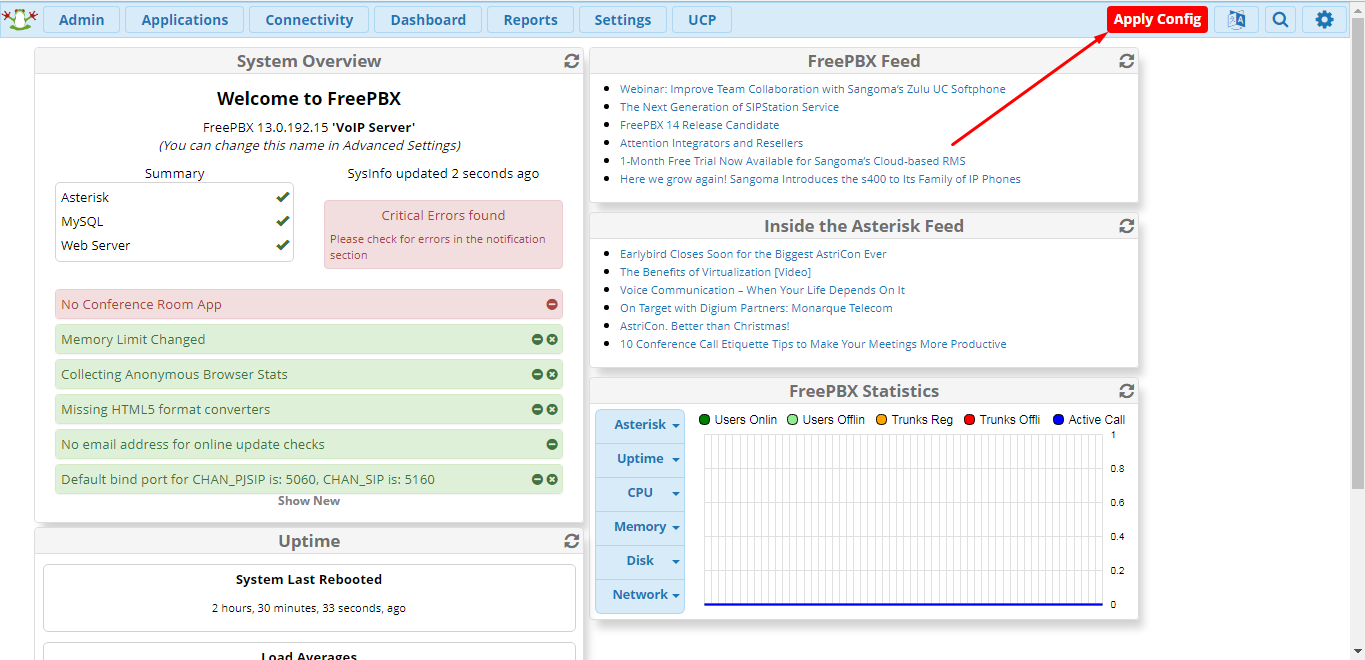 Admin
Applications
Connectivity
Dashboard
Reports
Settings
UCP
Apply Config
System Overview
Welcome to FreePBX
FreePBX 13.0.192.15 'VoIP Server'
(You can change this name in Advanced Settings)
Summary
Asterisk
MySQL
Web Server
SysInfo updated 2 seconds ago
Critical Errors found
Please check for errors in the notification
section
No Conference Room App
Memory Limit Changed
Collecting Anonymous Browser Stats
Missing HTML5 format converters
No email address for online update checks
Default bind port for CHAN_PJSIP is: 5060, CHAN_SIP is: 5160
Show New
Uptime
System Last Rebooted
2 hours, 30 minutes, 33 seconds, ago
Load Averages
FreePBX Feed
Webinar: Improve Team Collaboration with Sangoma’s Zulu UC Softphone
The Next Generation of SIPStation Service
FreePBX 14 Release Candidate
Attention Integrators and Resellers
1-Month Free Trial Now Available for Sangoma’s Cloud-based RMS
Here we grow again! Sangoma Introduces the s400 to Its Family of IP Phones
Inside the Asterisk Feed
Earlybird Closes Soon for the Biggest AstriCon Ever
The Benefits of Virtualization [Video]
Voice Communication – When Your Life Depends On It
On Target with Digium Partners: Monarque Telecom
AstriCon. Better than Christmas!
10 Conference Call Etiquette Tips to Make Your Meetings More Productive
FreePBX Statistics
Asterisk
Uptime
CPU
Memory
Disk
Network
Users Onlin
Users Offlin
Trunks Reg
Trunks Offli
Active Call
1
0.8
0.6
0.4
0.2
0